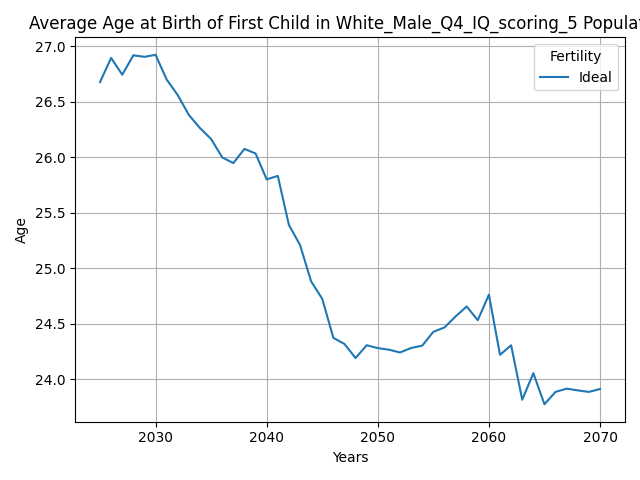 Average Age at Birth of First Child in White_Male_Q4_IQ_scoring_5 Populat
Fertility
Ideal
27.0
26.5
26.0
25.5
25.0
24.5
24.0
Age
2030 2040 2050 2060 2070
Years